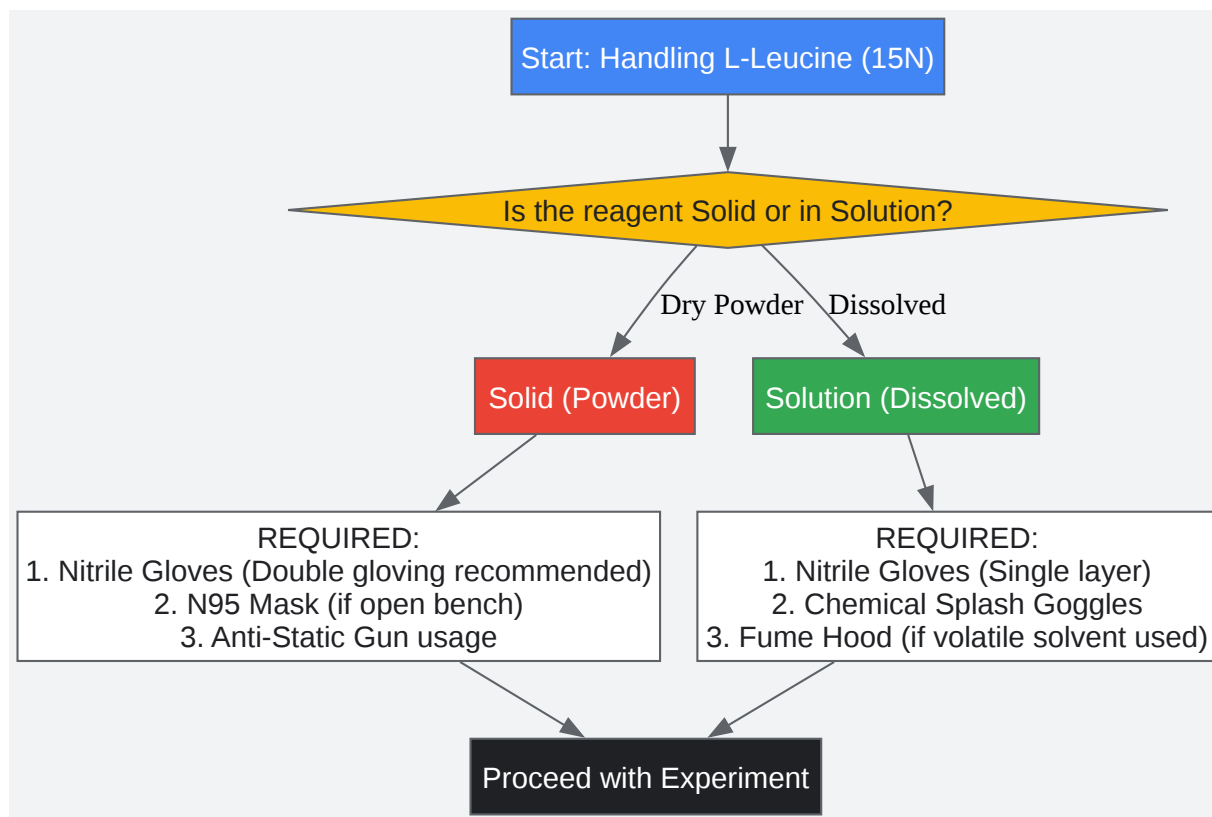 Start: Handling L-Leucine (15N)
Is the reagent Solid or in Solution?
Dry Powder
Dissolved
Solid (Powder)
Solution (Dissolved)
REQUIRED:
1. Nitrile Gloves (Double gloving recommended)
2. N95 Mask (if open bench)
3. Anti-Static Gun usage
REQUIRED:
1. Nitrile Gloves (Single layer)
2. Chemical Splash Goggles
3. Fume Hood (if volatile solvent used)
Proceed with Experiment